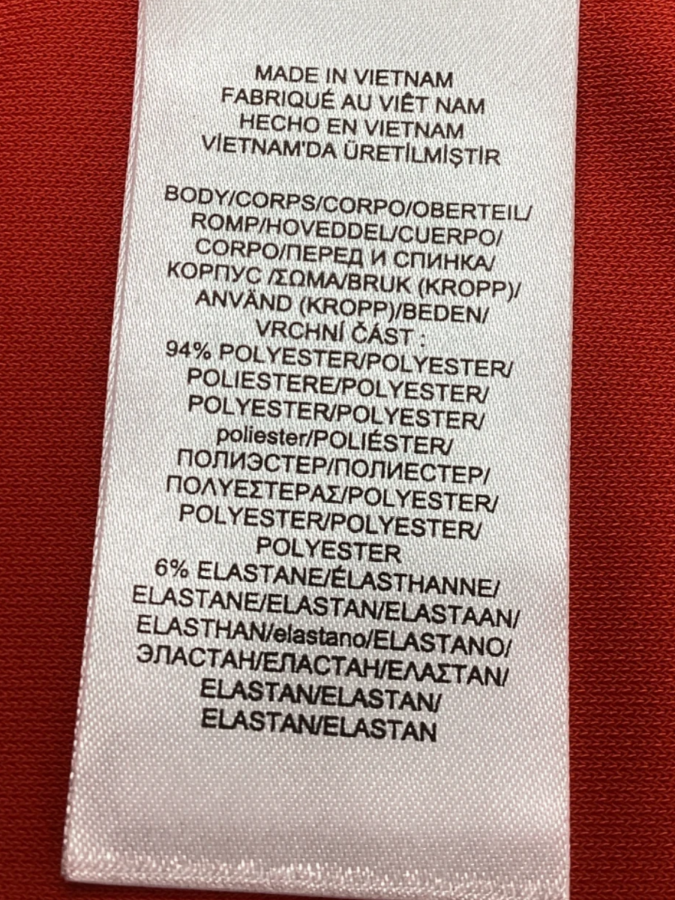 MADE IN VIETNAM
FABRIQUÉ AU VIÊT NAM
HECHO EN VIETNAM
VİETNAM'DA ÜRETİLMİŞTİR
BODY/CORPS/CORPO/OBERTEIL/
ROMP/HOVEDDEL/CUERPO/
CORPO/ПЕРЕД И СПИНКА/
КОРПУС /ΣΩΜΑ/BRUK (KROPP)/
ANVÄND (KROPP)/BEDEN/
VRCHNÍ ČÁST :
94% POLYESTER/POLYESTER/
POLIESTERE/POLYESTER/
POLYESTER/POLYESTER/
poliester/POLIÉSTER/
ПОЛИЭСТЕР/ПОЛИЕСТЕР/
ΠΟΛΥΕΣΤΕΡΑΣ/POLYESTER/
POLYESTER/POLYESTER/
POLYESTER
6% ELASTANE/ÉLASTHANNE/
ELASTANE/ELASTAN/ELASTAAN/
ELASTHAN/elastano/ELASTANO/
ЭЛАСТАН/ЕЛАСТАН/ΕΛΑΣΤΑΝ/
ELASTAN/ELASTAN/
ELASTAN/ELASTAN